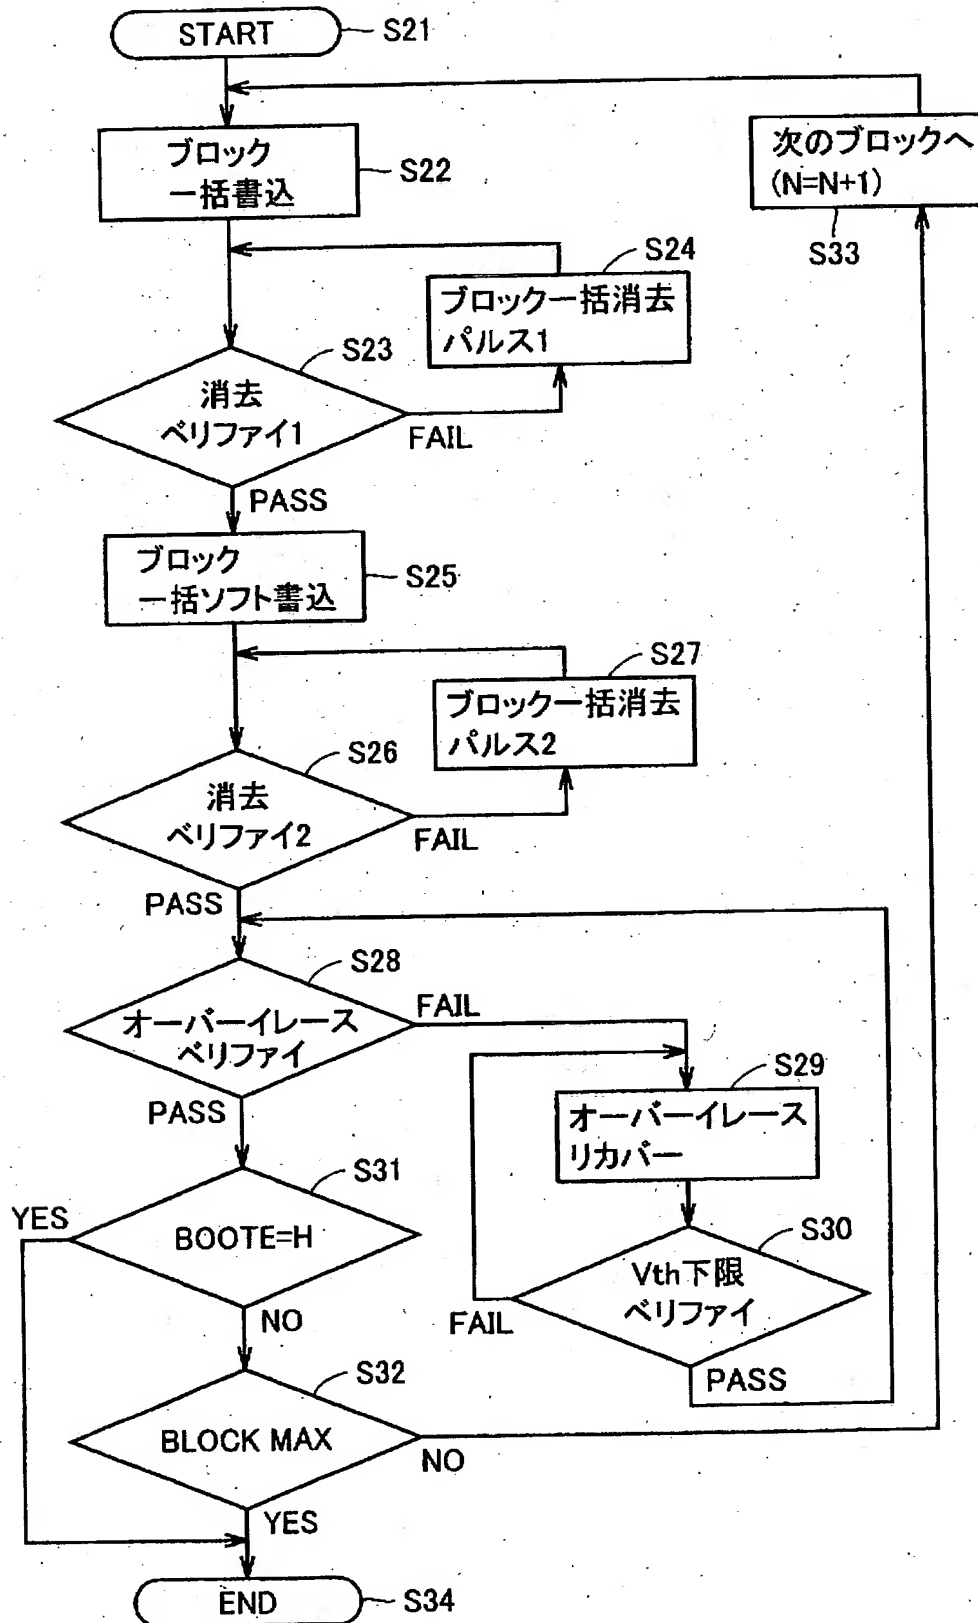 START
S21
次のブロックへ
(N=N+1)
S33
ブロック
一括書込
S22
S24
ブロック一括消去
パルス1
S23
消去
ベリファイ1
FAIL
PASS
ブロック
一括ソフト書込
S25
S27
ブロック一括消去
パルス2
S26
消去
ベリファイ2
FAIL
PASS
S28
オーバーイレース
ベリファイ
FAIL
PASS
S29
オーバーイレース
リカバー
S30
Vth下限
ベリファイ
FAIL
PASS
S31
BOOTE=H
YES
NO
S32
BLOCK MAX
NO
YES
END
S34